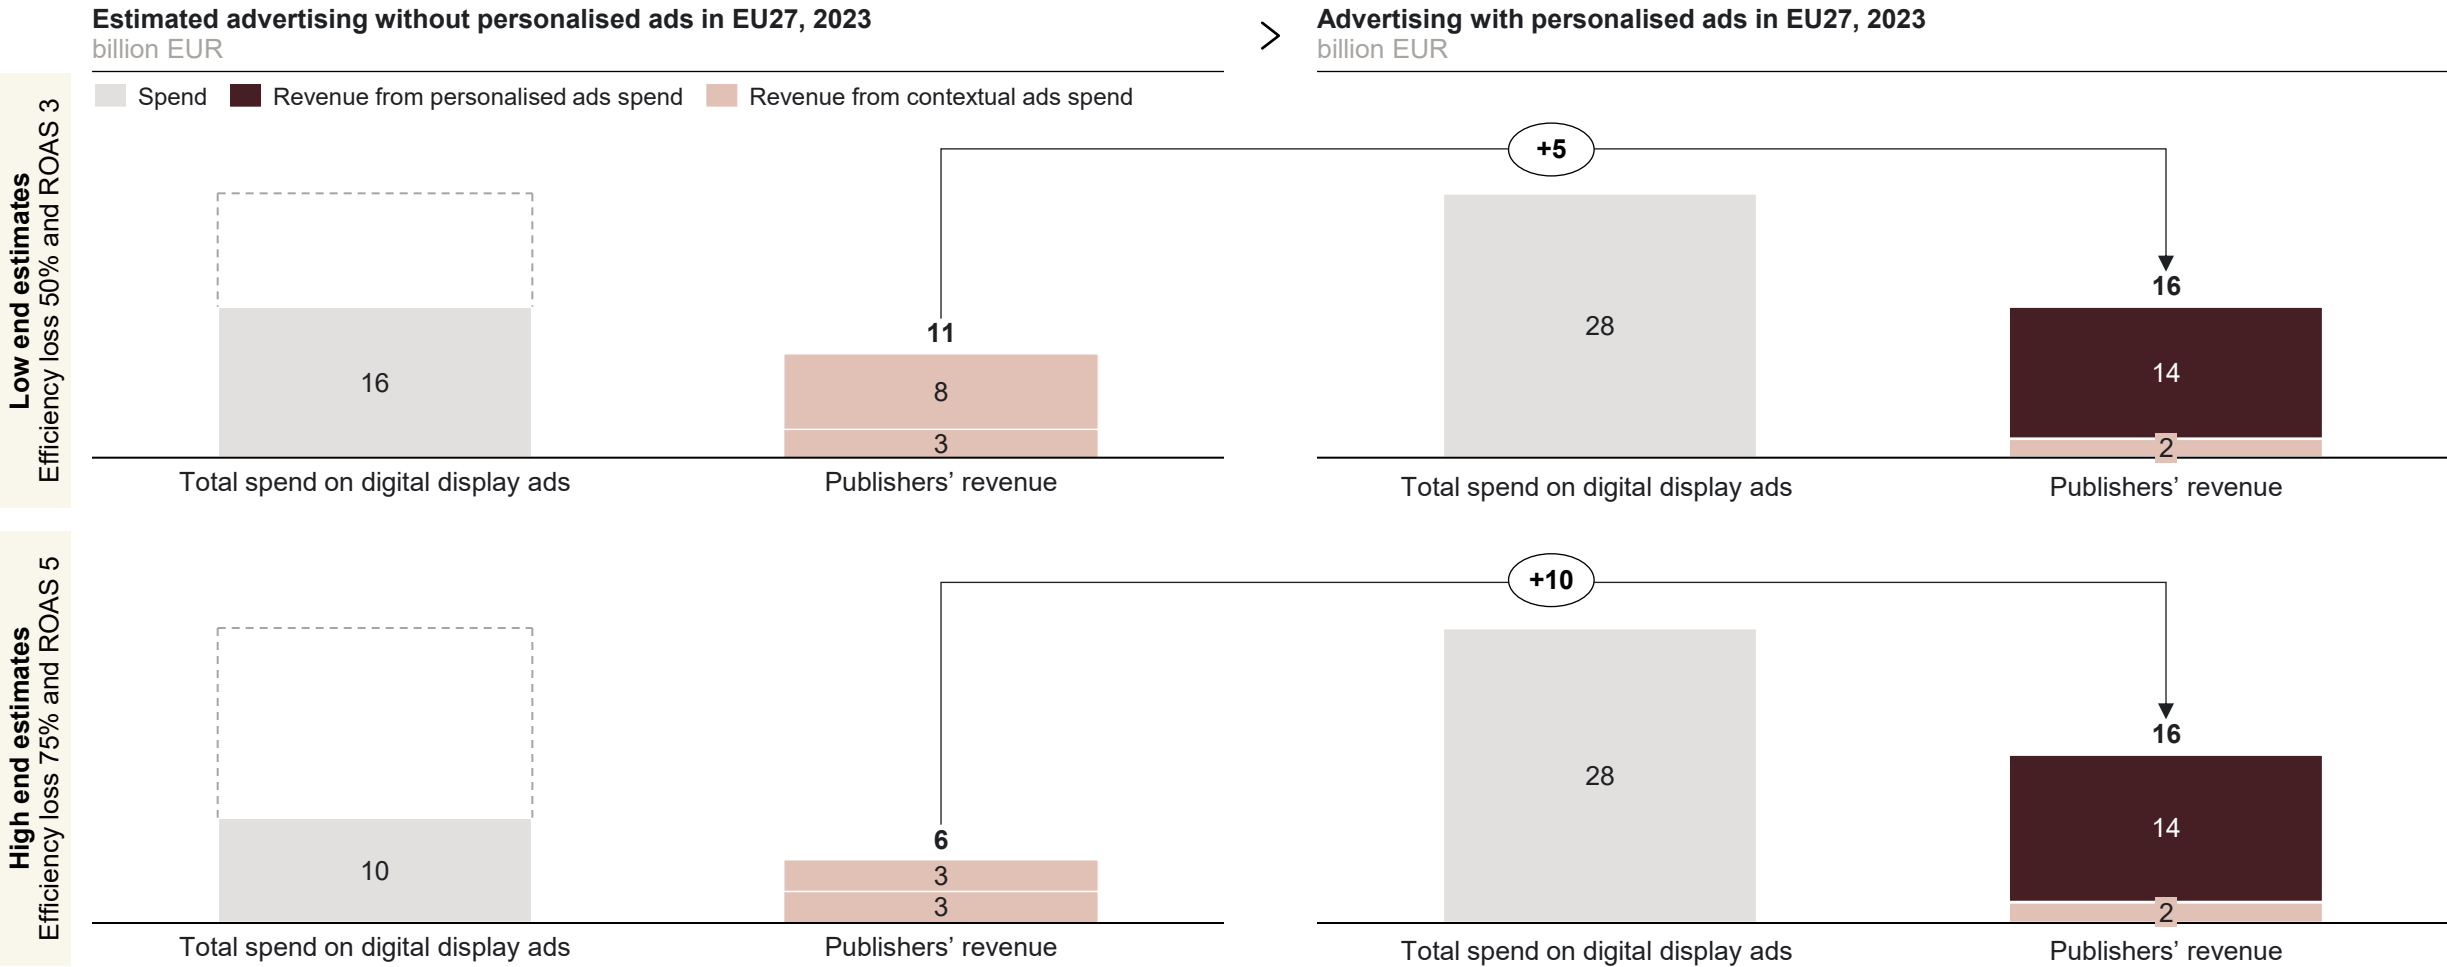 Estimated advertising without personalised ads in EU27, 2023
billion EUR
Advertising with personalised ads in EU27, 2023
billion EUR
Spend
Revenue from personalised ads spend
Revenue from contextual ads spend
Low end estimates
Efficiency loss 50% and ROAS 3
+5
16
11
8
3
28
16
14
2
Total spend on digital display ads
Publishers’ revenue
Total spend on digital display ads
Publishers’ revenue
High end estimates
Efficiency loss 75% and ROAS 5
+10
10
6
3
3
28
16
14
2
Total spend on digital display ads
Publishers’ revenue
Total spend on digital display ads
Publishers’ revenue